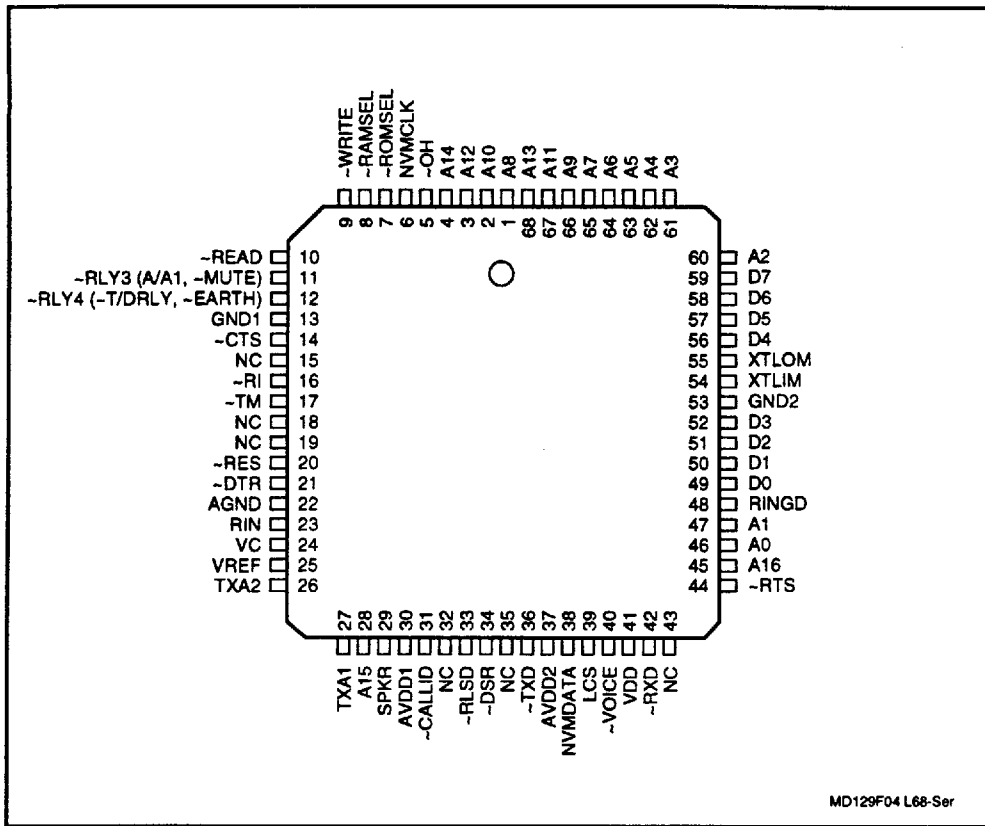 ~WRITE
~RAMSEL
~ROMSEL
NVMCLK
~OH
A14
A12
A10
A8
A13
A11
A9
A7
A6
A5
A4
A3
9 8 7 6 5 4 3 2 1 68 67 66 65 64 63 62 61
~READ 10
~RLY3 (A/A1, ~MUTE) 11
~RLY4 (~T/DRLY, ~EARTH) 12
GND1 13
~CTS 14
NC 15
~RI 16
~TM 17
NC 18
NC 19
~RES 20
~DTR 21
AGND 22
RIN 23
VC 24
VREF 25
TXA2 26
60 A2
59 D7
58 D6
57 D5
56 D4
55 XTLOM
54 XTLIM
53 GND2
52 D3
51 D2
50 D1
49 D0
48 RINGD
47 A1
46 A0
45 A16
44 ~RTS
27 28 29 30 31 32 33 34 35 36 37 38 39 40 41 42 43
TXA1
A15
SPKR
AVDD1
~CALLID
NC
~RLSD
~DSR
NC
~TXD
AVDD2
NVMDATA
LCS
~VOICE
VDD
~RXD
NC
MD129F04 L68-Ser